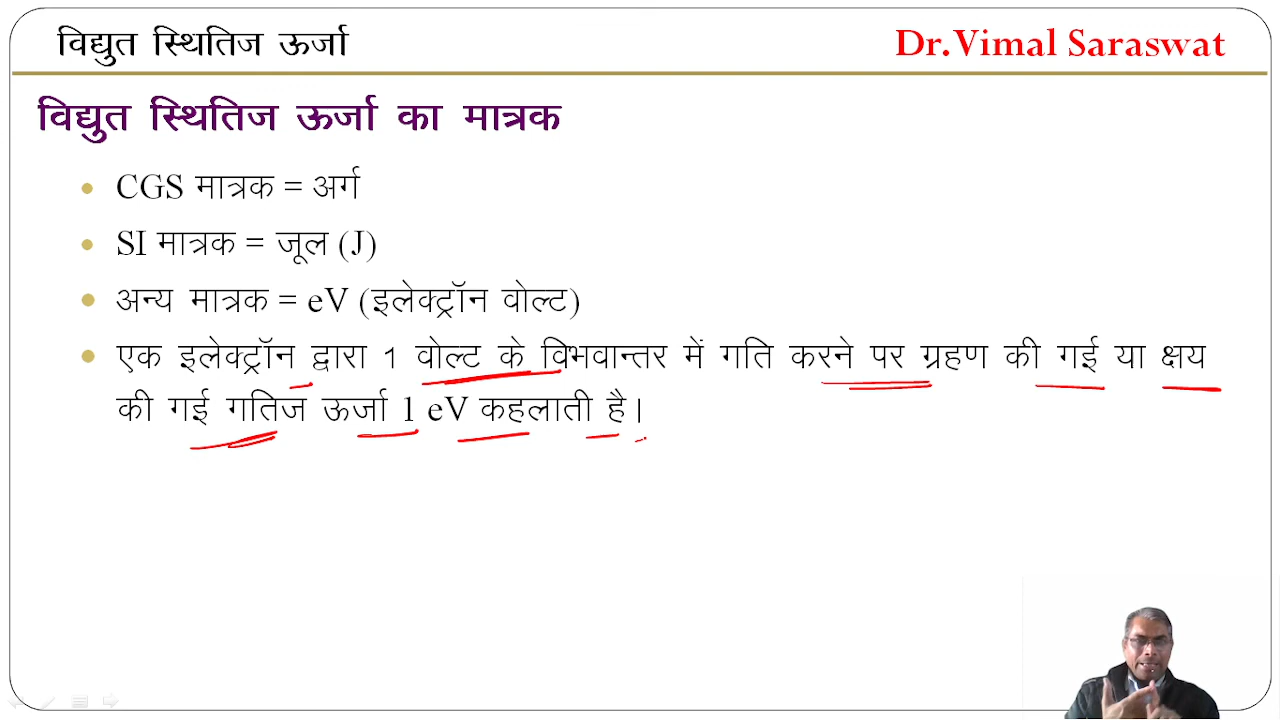 विद्युत स्थितिज ऊर्जा
Dr.Vimal Saraswat
विद्युत स्थितिज ऊर्जा का मात्रक
• CGS मात्रक = अर्ग
• SI मात्रक = जूल (J)
• अन्य मात्रक = eV (इलेक्ट्रॉन वोल्ट)
• एक इलेक्ट्रॉन द्वारा 1 वोल्ट के विभवान्तर में गति करने पर ग्रहण की गई या क्षय
की गई गतिज ऊर्जा 1 eV कहलाती है।